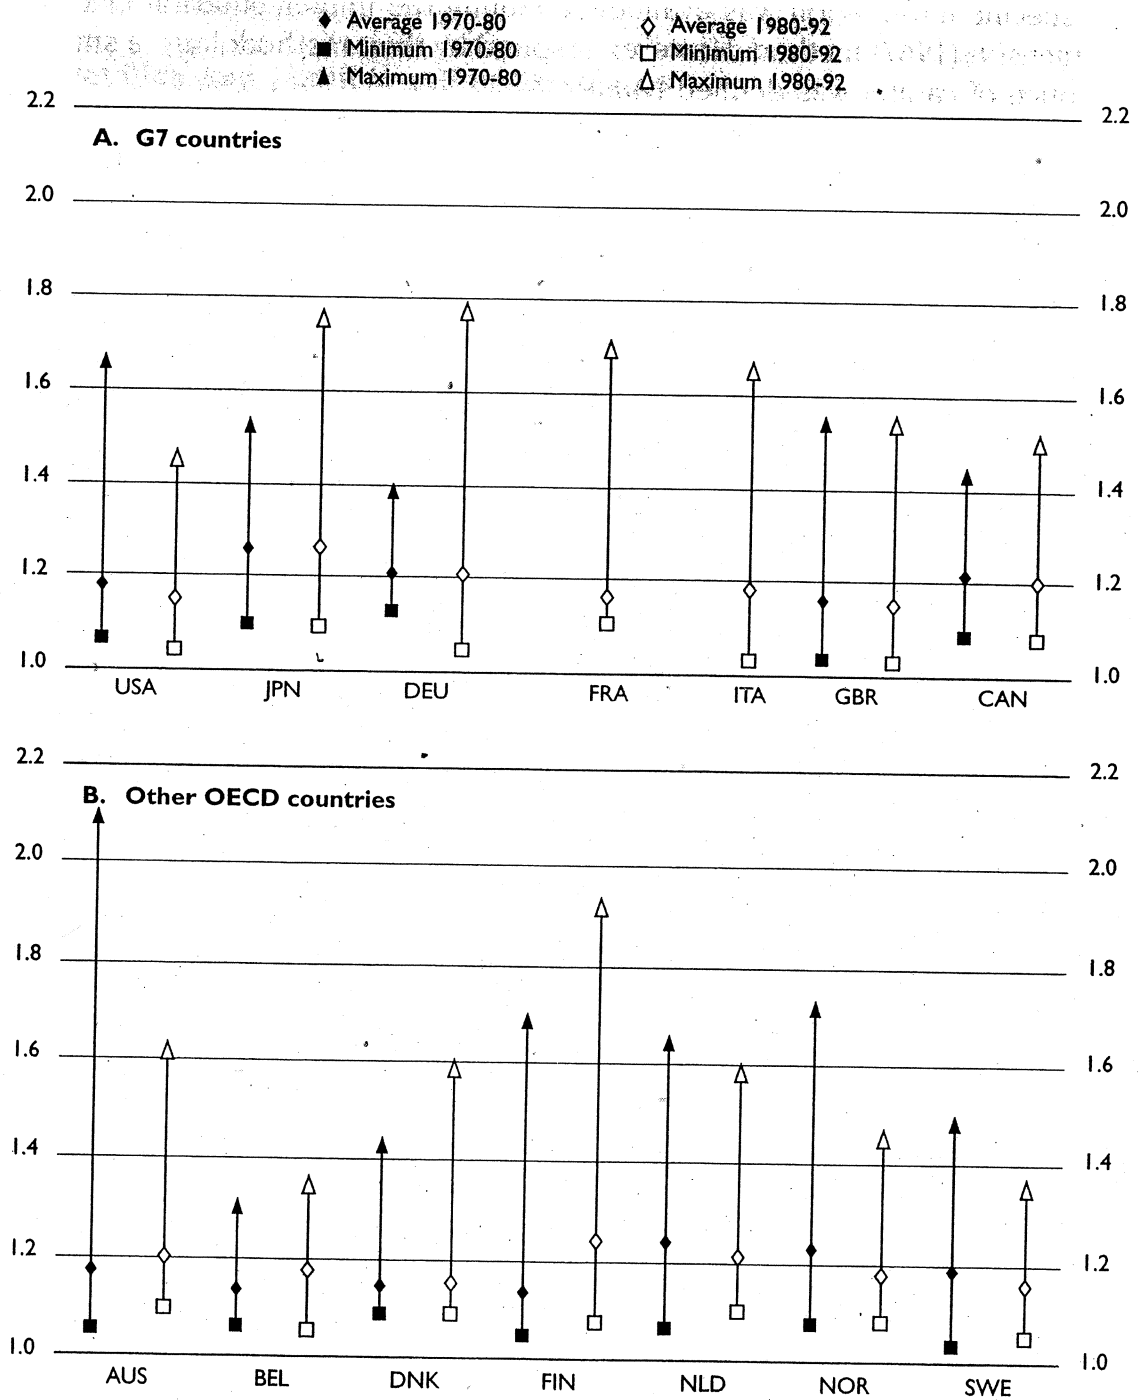 Average 1970-80
Average 1980-92
Minimum 1970-80
Minimum 1980-92
Maximum 1970-80
Maximum 1980-92
2.2 2.2
A. G7 countries
2.0 2.0
1.8 1.8
1.6 1.6
1.4 1.4
1.2 1.2
1.0 1.0
USA JPN DEU FRA ITA GBR CAN
2.2 2.2
B. Other OECD countries
2.0 2.0
1.8 1.8
1.6 1.6
1.4 1.4
1.2 1.2
1.0 1.0
AUS BEL DNK FIN NLD NOR SWE